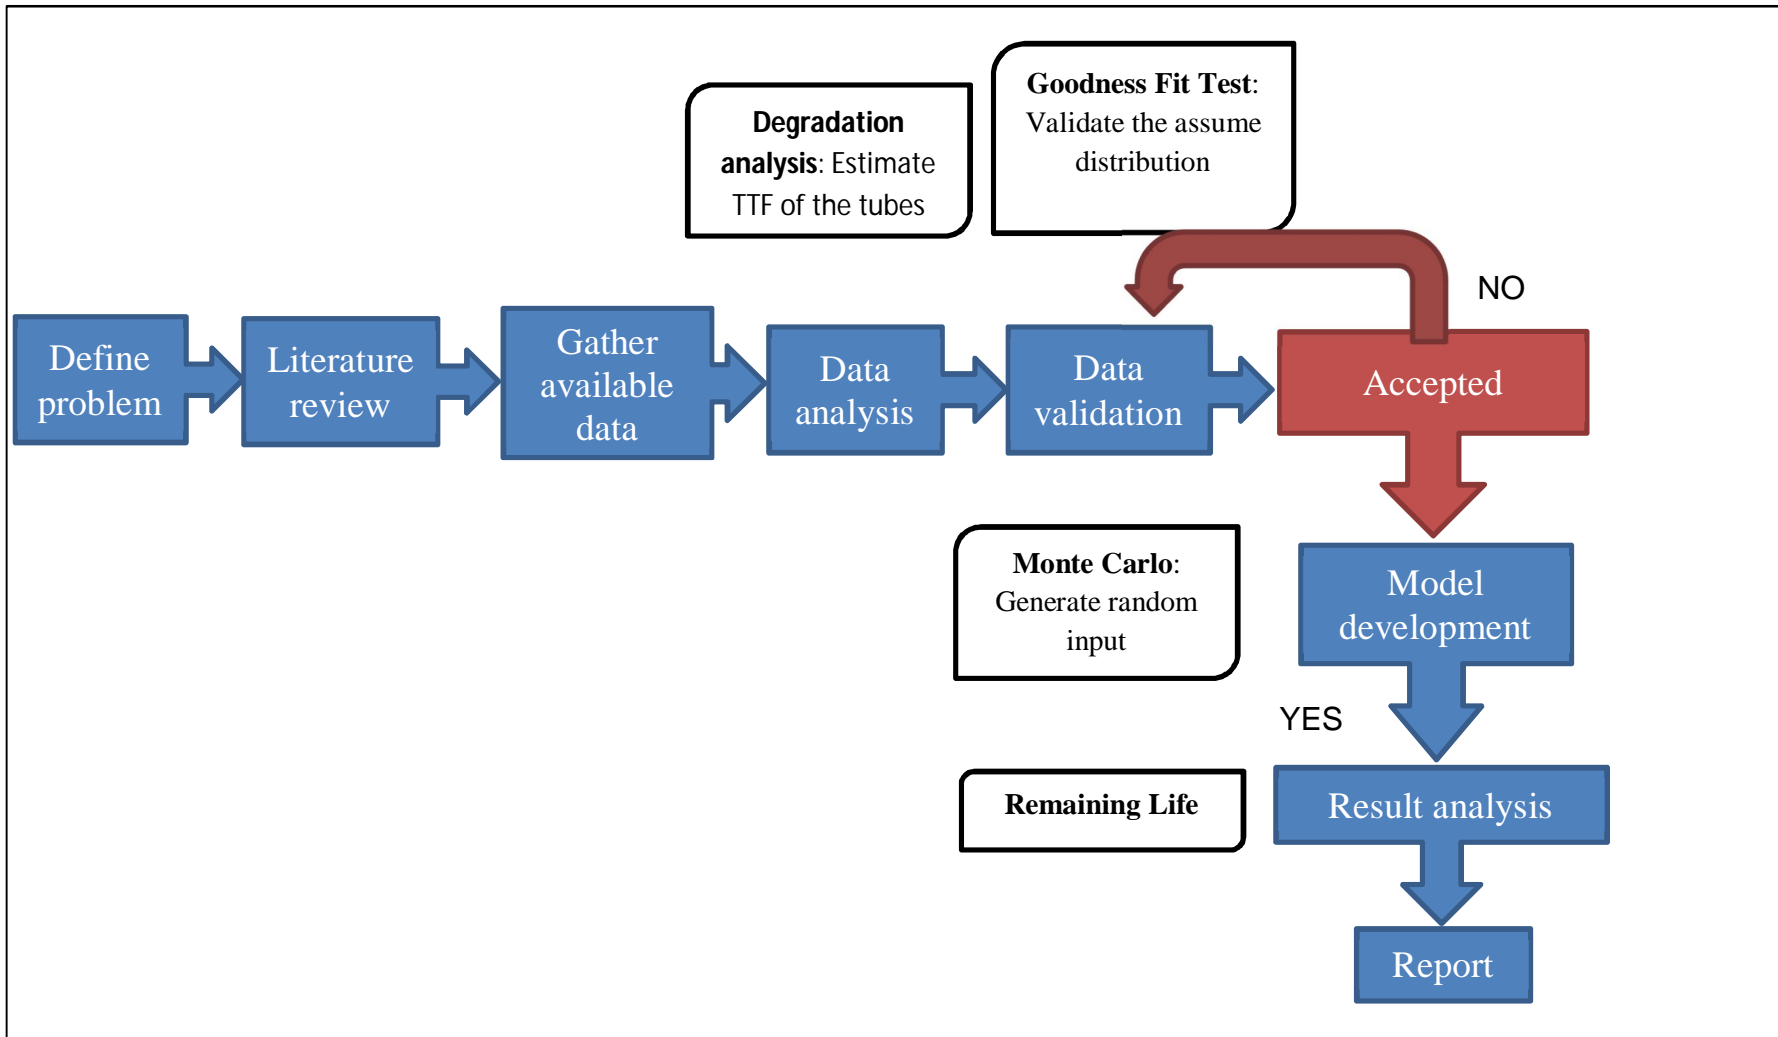 Degradation
analysis: Estimate
TTF of the tubes
Goodness Fit Test:
Validate the assume
distribution
NO
Define
problem
Literature
review
Gather
available
data
Data
analysis
Data
validation
Accepted
Monte Carlo:
Generate random
input
Model
development
YES
Remaining Life
Result analysis
Report